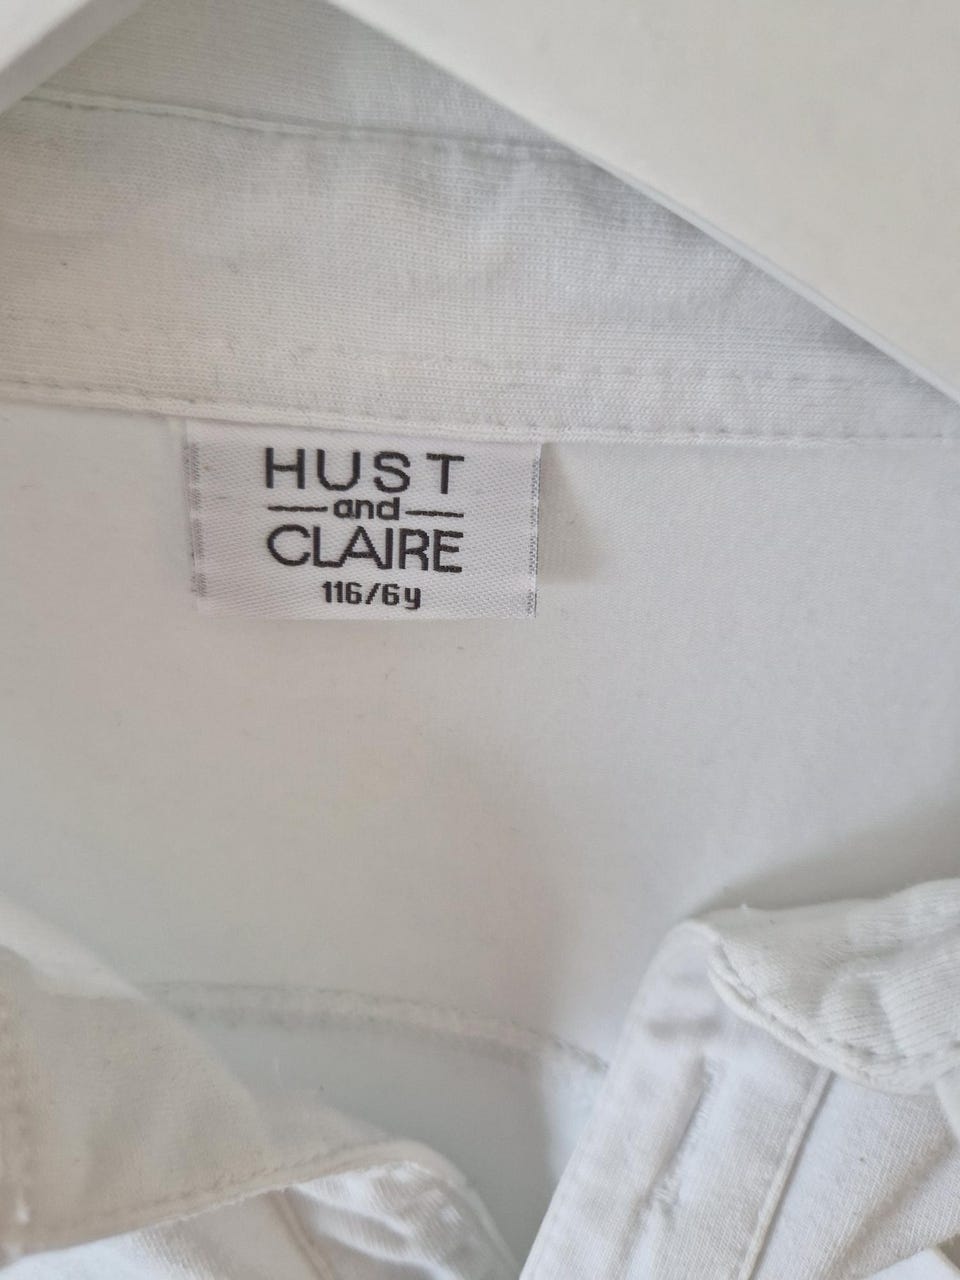 HUST
and
CLAIRE
116/6y